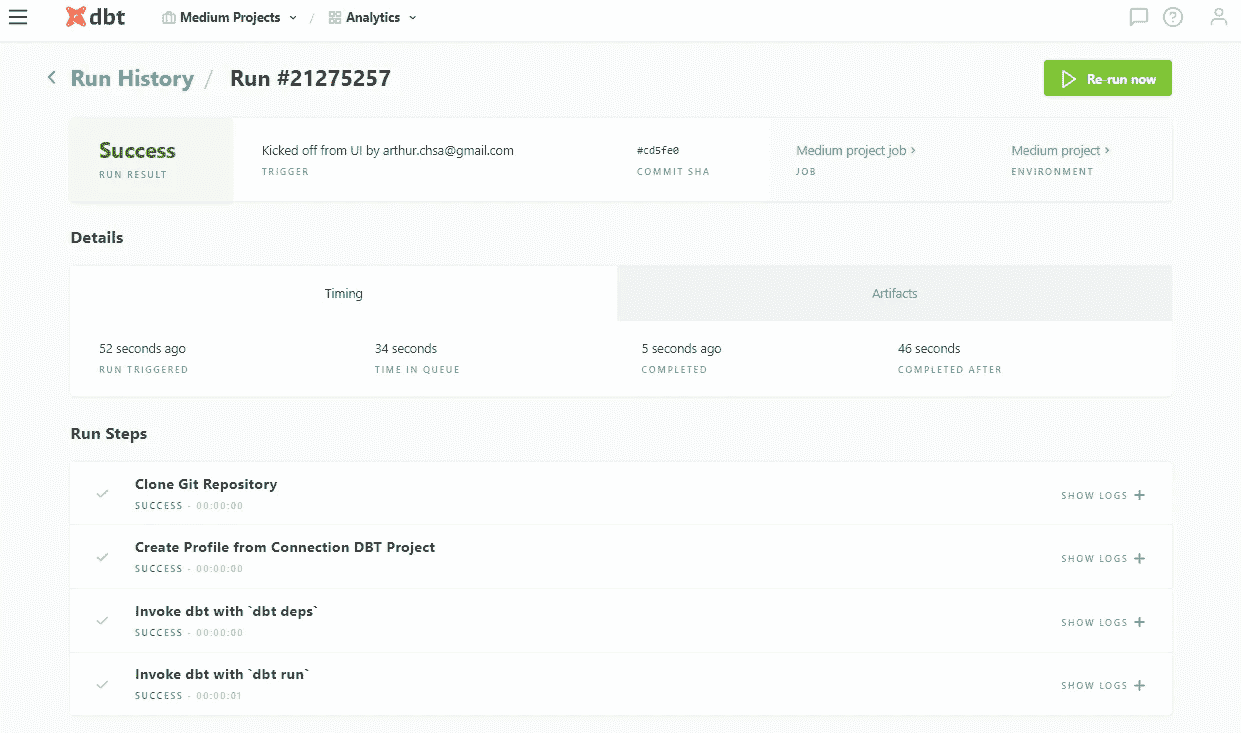 dbt Medium Projects / Analytics
Run History / Run #21275257
Re-run now
Success
RUN RESULT
Kicked off from UI by arthur.chsa@gmail.com
TRIGGER
#cd5fe0
COMMIT SHA
Medium project job >
JOB
Medium project >
ENVIRONMENT
Details
Timing
Artifacts
52 seconds ago
RUN TRIGGERED
34 seconds
TIME IN QUEUE
5 seconds ago
COMPLETED
46 seconds
COMPLETED AFTER
Run Steps
Clone Git Repository
SUCCESS - 00:00:00
SHOW LOGS +
Create Profile from Connection DBT Project
SUCCESS - 00:00:00
SHOW LOGS +
Invoke dbt with `dbt deps`
SUCCESS - 00:00:00
SHOW LOGS +
Invoke dbt with `dbt run`
SUCCESS - 00:00:01
SHOW LOGS +